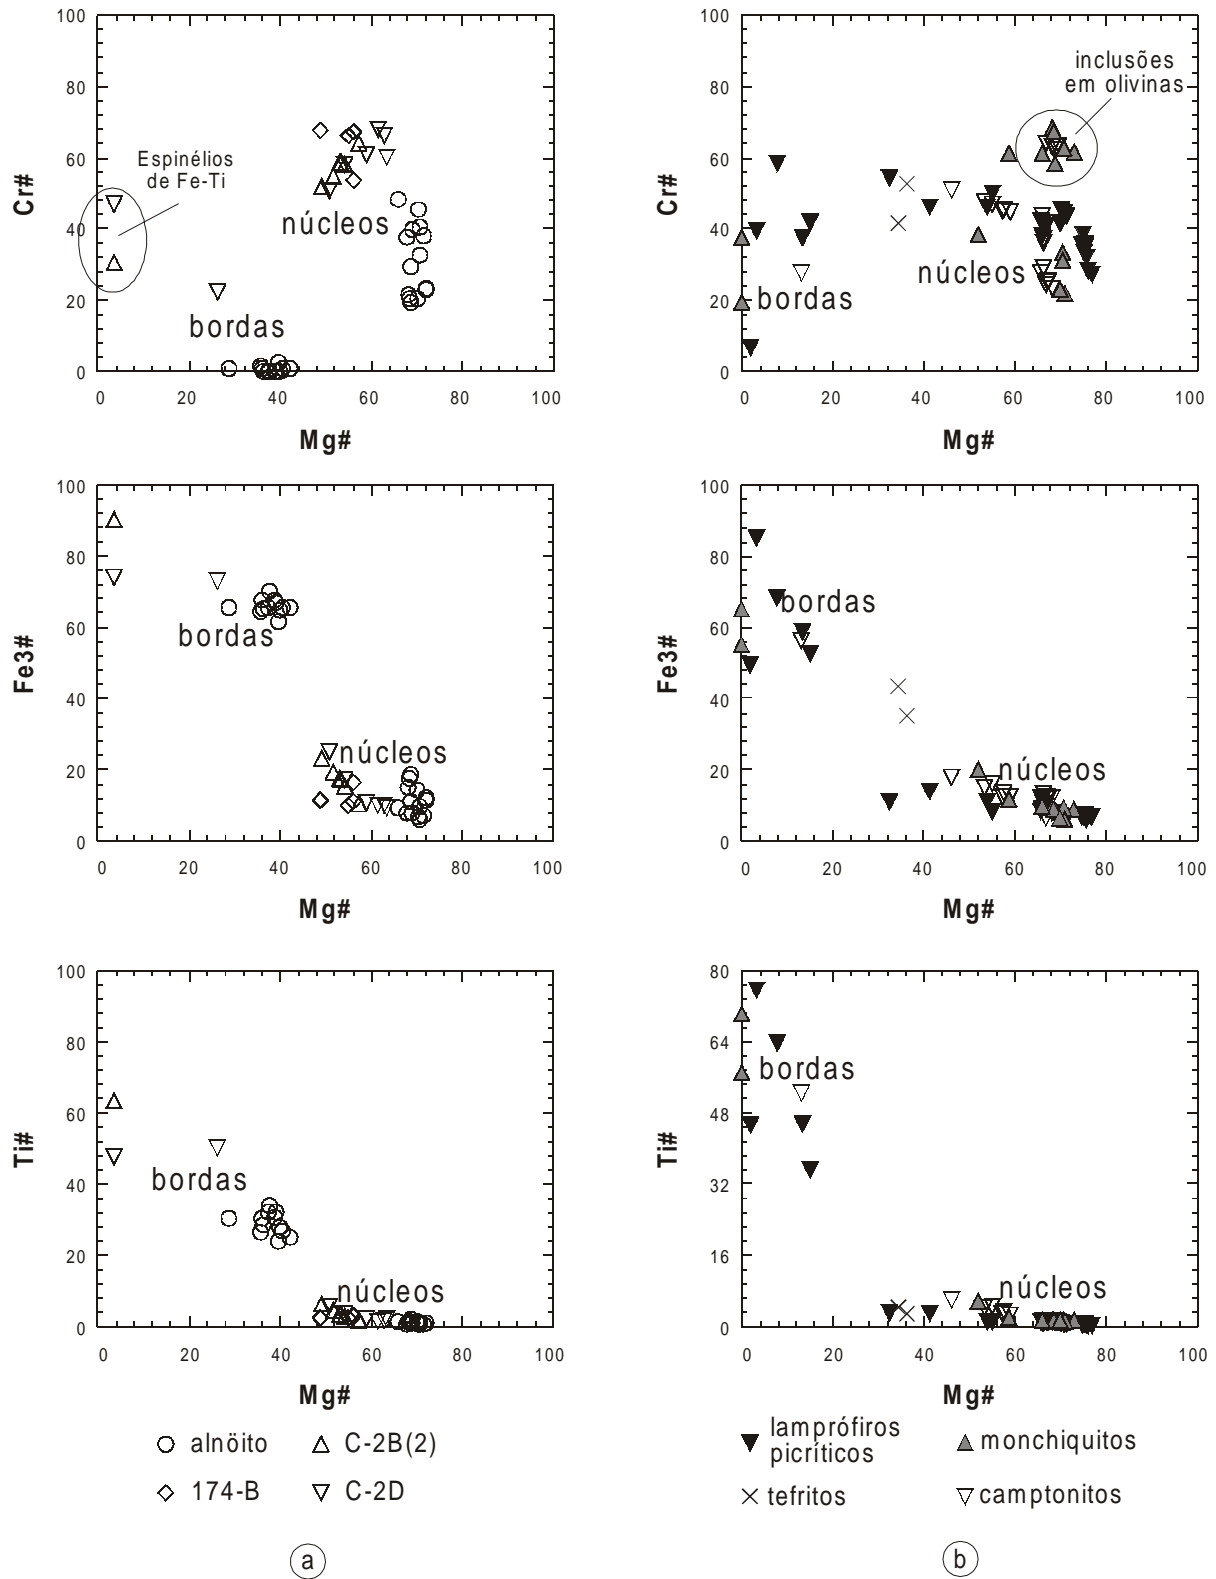 100
80
60
40
20
0
Cr#
Espinélios
de Fe-Ti
núcleos
bordas
0 20 40 60 80 100
Mg#
100
80
60
40
20
0
Cr#
inclusões
em olivinas
núcleos
bordas
0 20 40 60 80 100
Mg#
100
80
60
40
20
0
Fe3#
bordas
núcleos
0 20 40 60 80 100
Mg#
100
80
60
40
20
0
Fe3#
bordas
núcleos
0 20 40 60 80 100
Mg#
100
80
60
40
20
0
Ti#
bordas
núcleos
0 20 40 60 80 100
Mg#
80
64
48
32
16
0
Ti#
bordas
núcleos
0 20 40 60 80 100
Mg#
alnöito C-2B(2)
174-B C-2D
lamprófiros
picríticos
monchiquitos
tefritos camptonitos
a
b